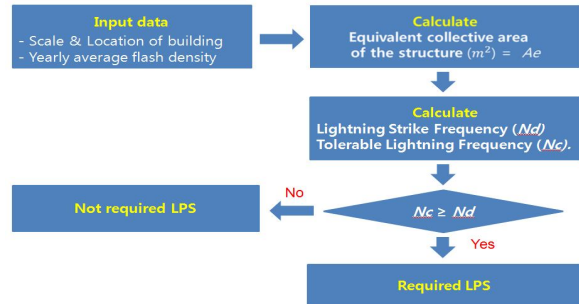 Input data
- Scale & Location of building
- Yearly average flash density
Calculate
Equivalent collective area
of the structure (m²) = Ae
Calculate
Lightning Strike Frequency (Nd)
Tolerable Lightning Frequency (Nc).
Nc ≥ Nd
No
Not required LPS
Yes
Required LPS